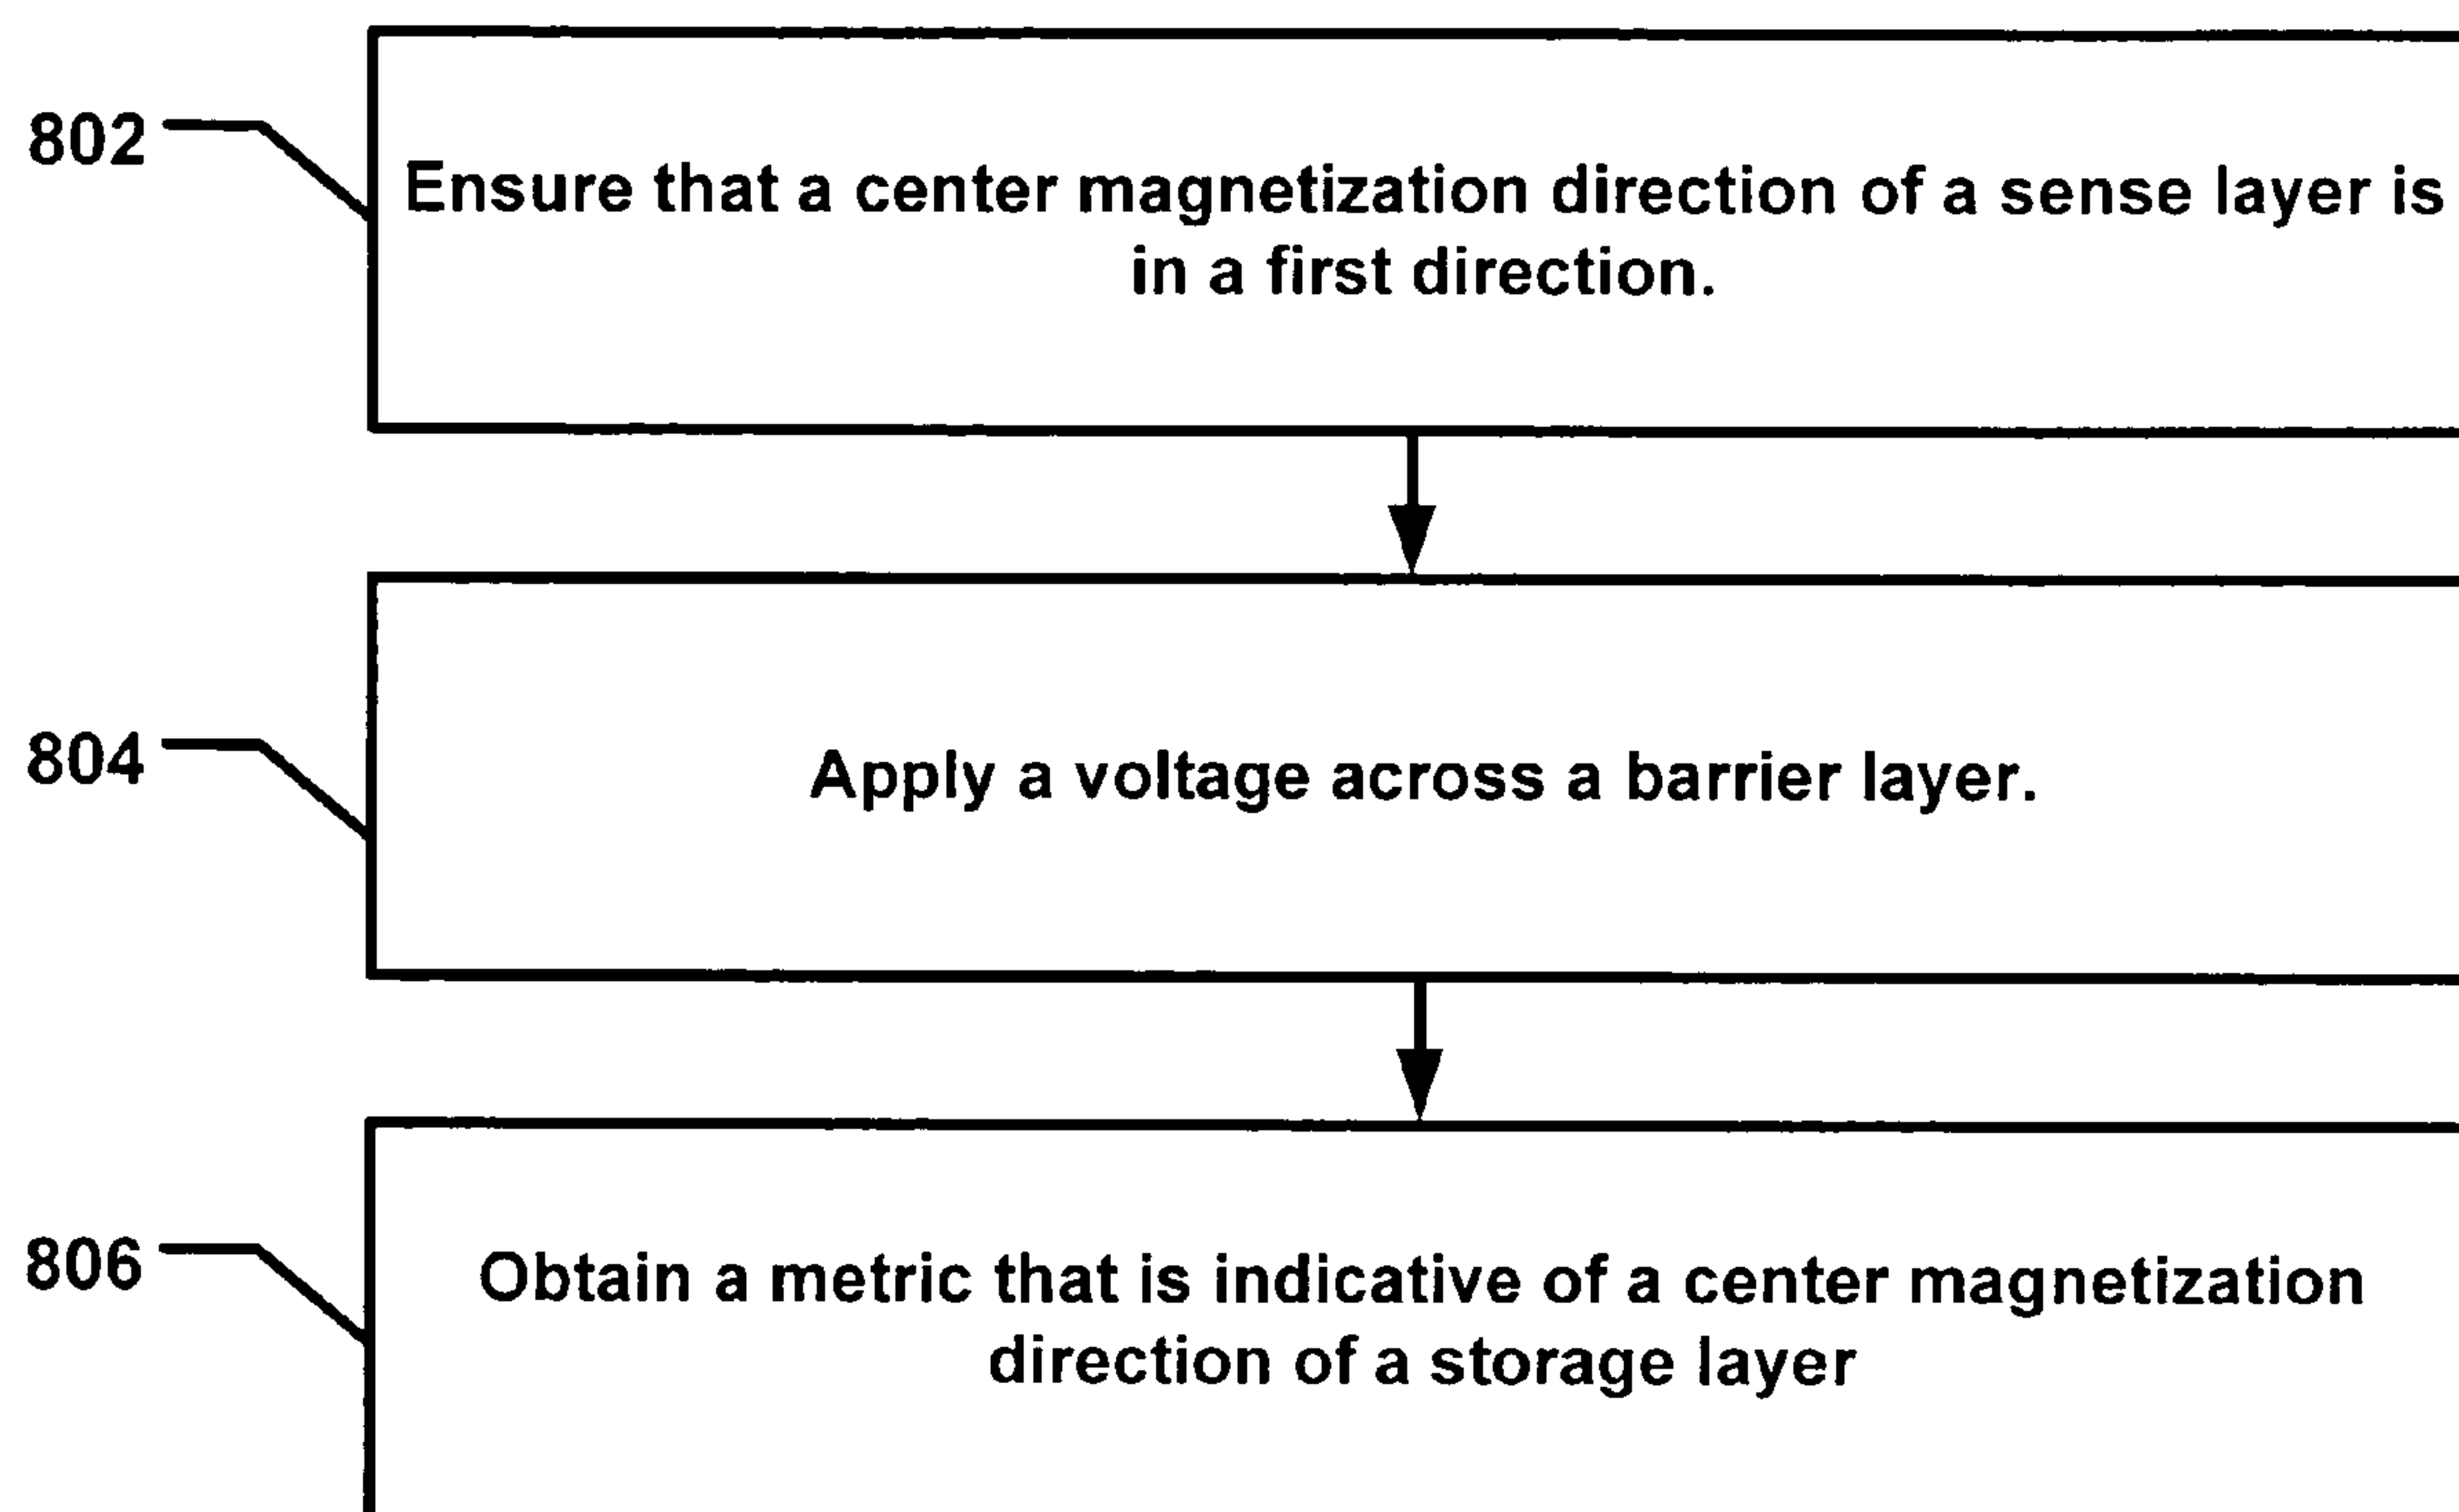 802
Ensure that a center magnetization direction of a sense layer is
in a first direction.
804
Apply a voltage across a barrier layer.
806
Obtain a metric that is indicative of a center magnetization
direction of a storage layer